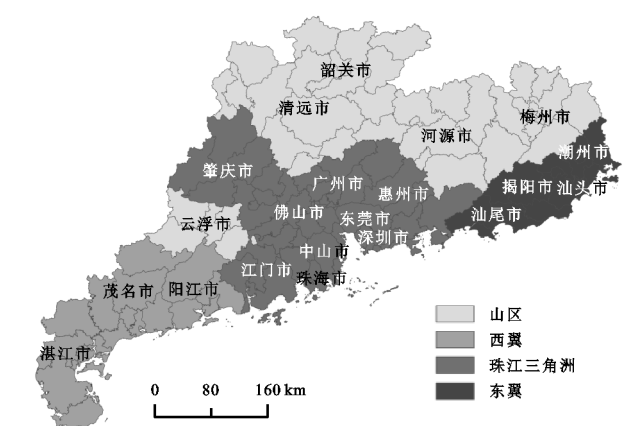 韶关市
清远市
梅州市
河源市
潮州市
肇庆市
广州市
惠州市
揭阳市
汕头市
佛山市
东莞市
汕尾市
云浮市
深圳市
中山市
江门市
珠海市
茂名市
阳江市
湛江市
山区
西翼
珠江三角洲
东翼
0 80 160 km